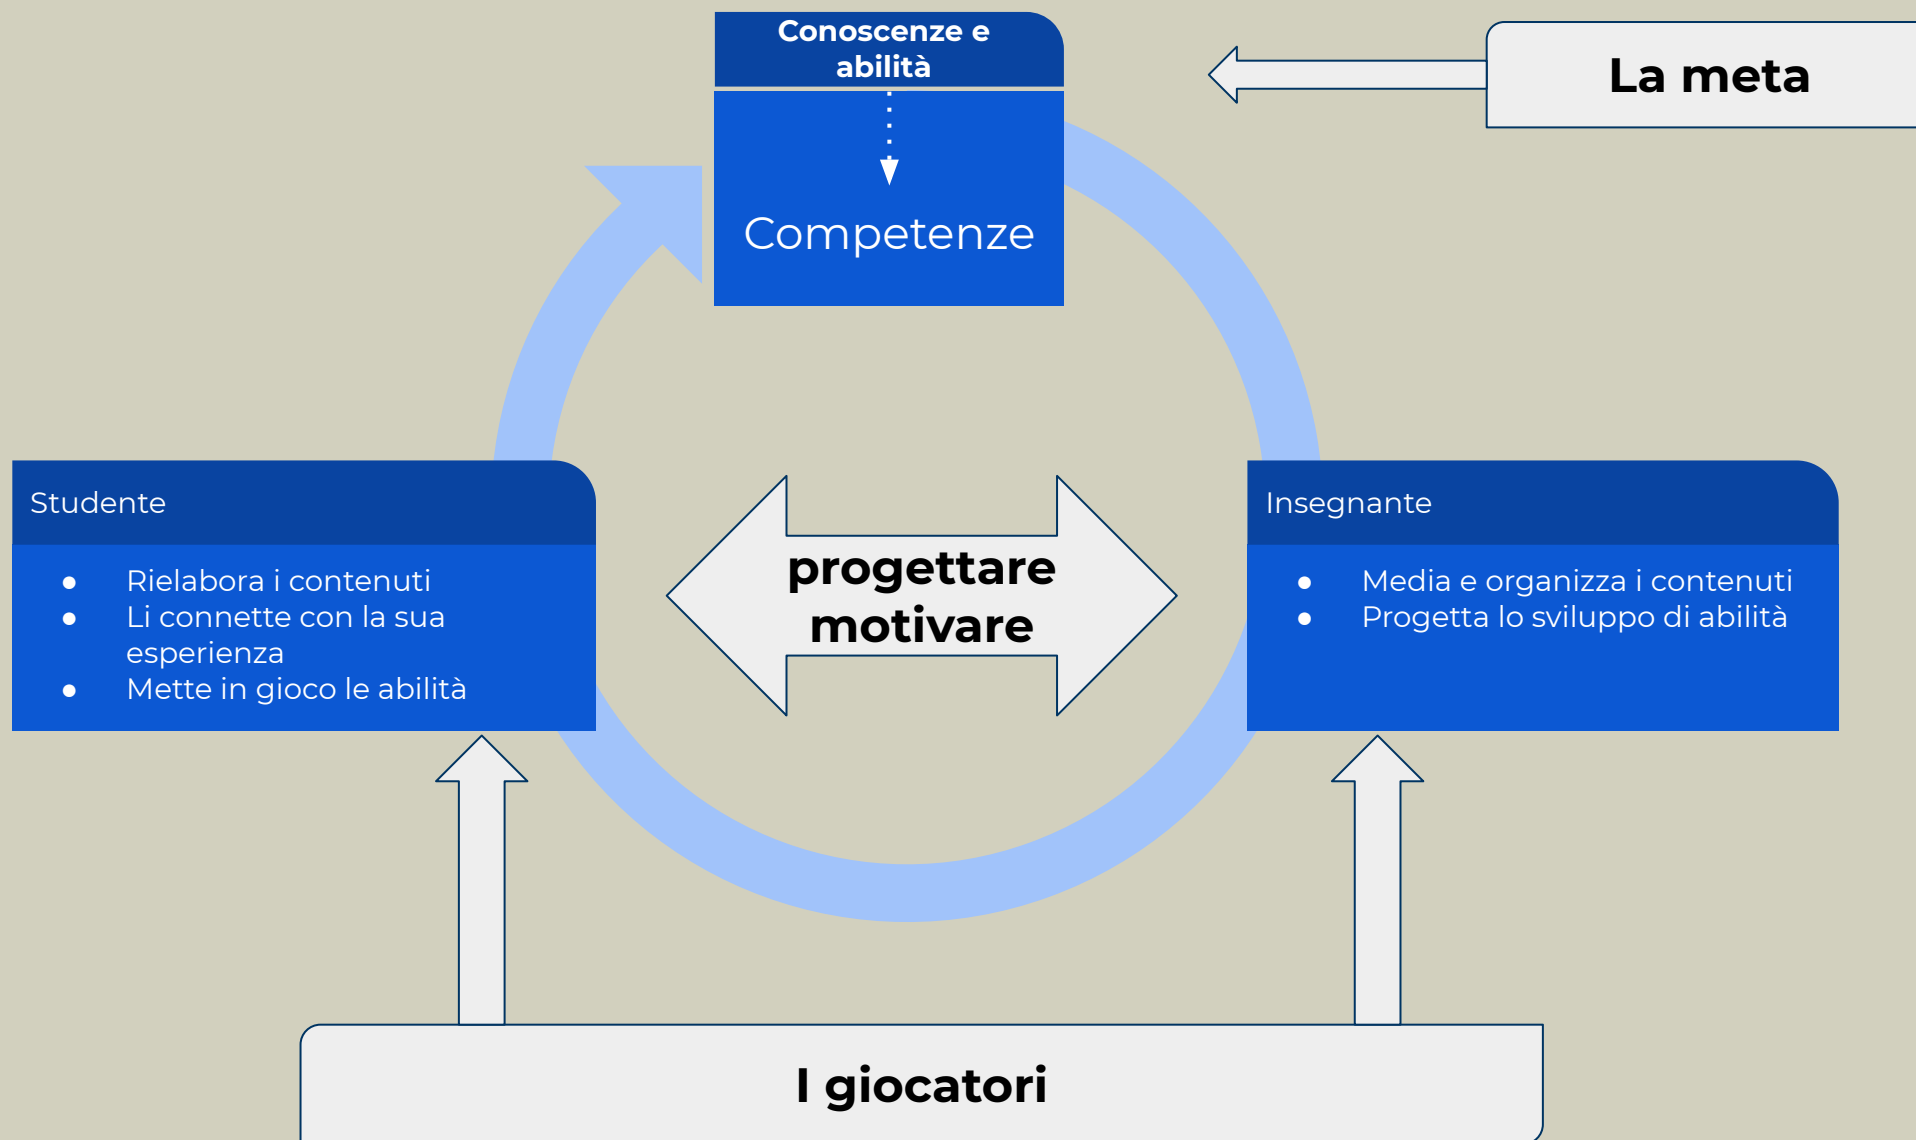 Conoscenze e
abilità
La meta
Competenze
Studente
● Rielabora i contenuti
● Li connette con la sua
esperienza
● Mette in gioco le abilità
progettare
motivare
Insegnante
● Media e organizza i contenuti
● Progetta lo sviluppo di abilità
I giocatori